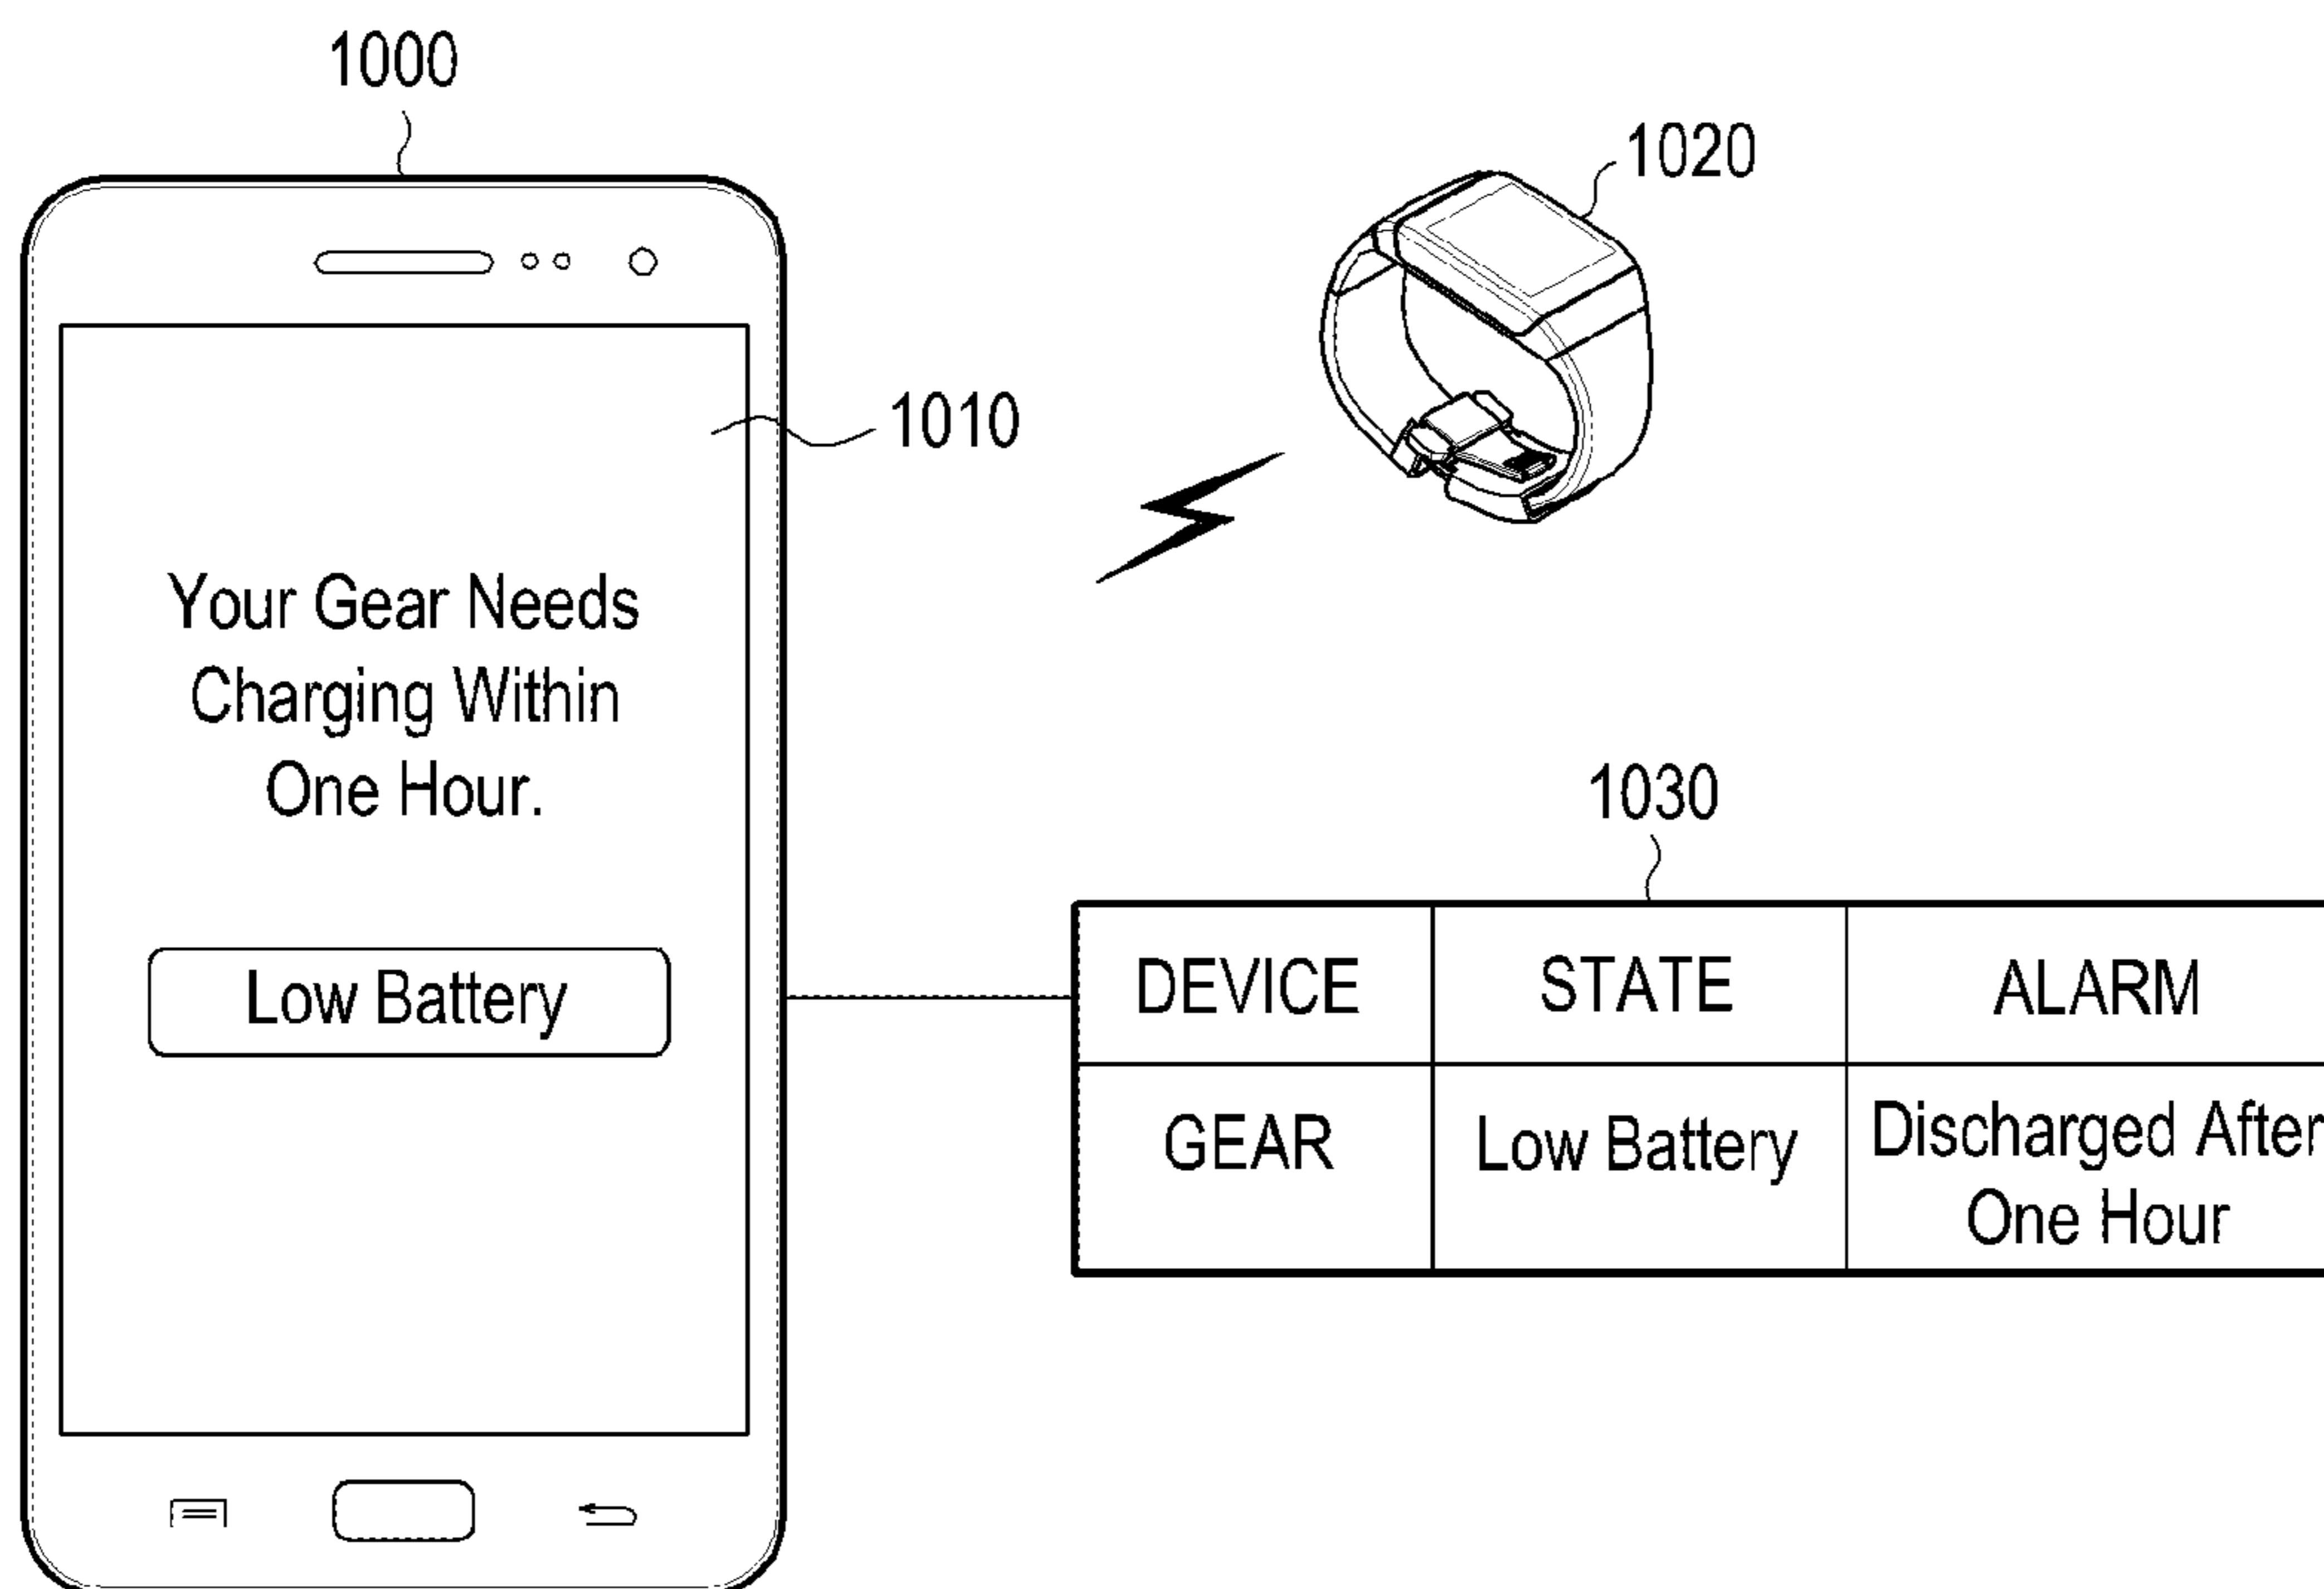 1000
1020
1010
Your Gear Needs
Charging Within
One Hour.
Low Battery
1030
DEVICE STATE ALARM
GEAR Low Battery Discharged After
One Hour